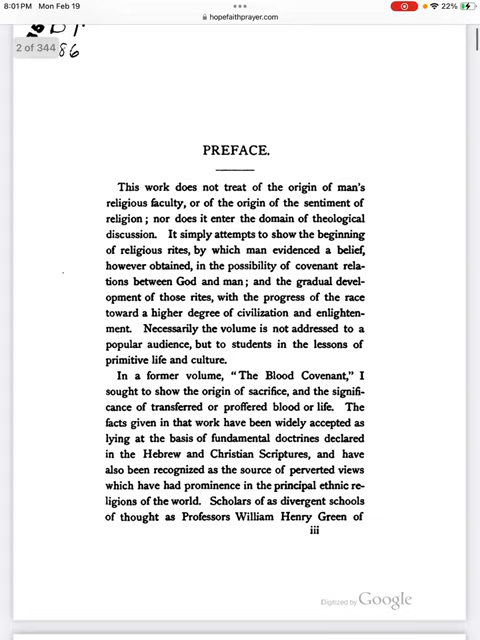 8:01 PM Mon Feb 19
22%
hopefaithprayer.com
2 of 344
86
PREFACE.
This work does not treat of the origin of man's
religious faculty, or of the origin of the sentiment of
religion; nor does it enter the domain of theological
discussion. It simply attempts to show the beginning
of religious rites, by which man evidenced a belief,
however obtained, in the possibility of covenant rela-
tions between God and man; and the gradual devel-
opment of those rites, with the progress of the race
toward a higher degree of civilization and enlighten-
ment. Necessarily the volume is not addressed to a
popular audience, but to students in the lessons of
primitive life and culture.
In a former volume, "The Blood Covenant," I
sought to show the origin of sacrifice, and the signifi-
cance of transferred or proffered blood or life. The
facts given in that work have been widely accepted as
lying at the basis of fundamental doctrines declared
in the Hebrew and Christian Scriptures, and have
also been recognized as the source of perverted views
which have had prominence in the principal ethnic re-
ligions of the world. Scholars of as divergent schools
of thought as Professors William Henry Green of
iii
Digitized by Google